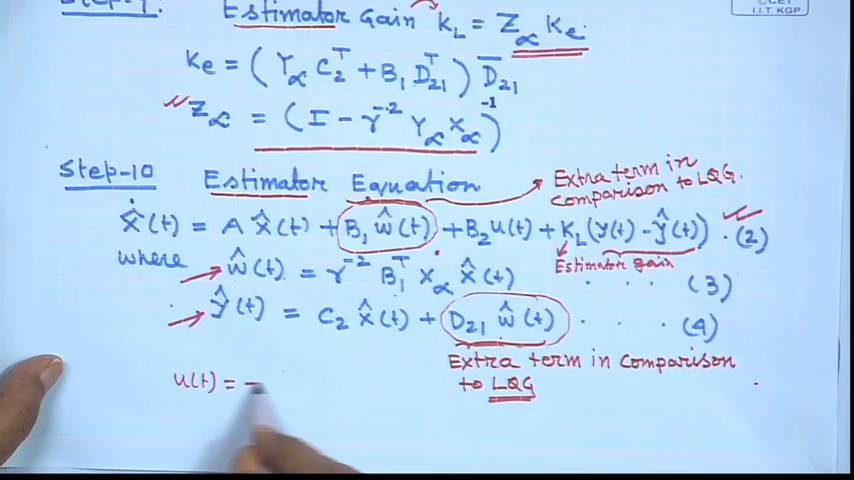 Estimator Gain K_L = Z_∝ K_e
CET
I.I.T. KGP
K_e = (Y_∝ C_2^T + B_1 D_21^T) D̅_21
Z_∝ = (I - γ^-2 Y_∝ X_∝)^-1
Step-10 Estimator Equation
Extra term in
comparison to LQG.
ẋ̂(t) = A x̂(t) + B_1 ŵ(t) + B_2 u(t) + K_L (y(t) - ŷ(t)) · (2)
where
Estimator gain
ŵ(t) = γ^-2 B_1^T X_∝ x̂(t) · · · (3)
ŷ(t) = C_2 x̂(t) + D_21 ŵ(t) · · · (4)
Extra term in comparison
to LQG
u(t) = -